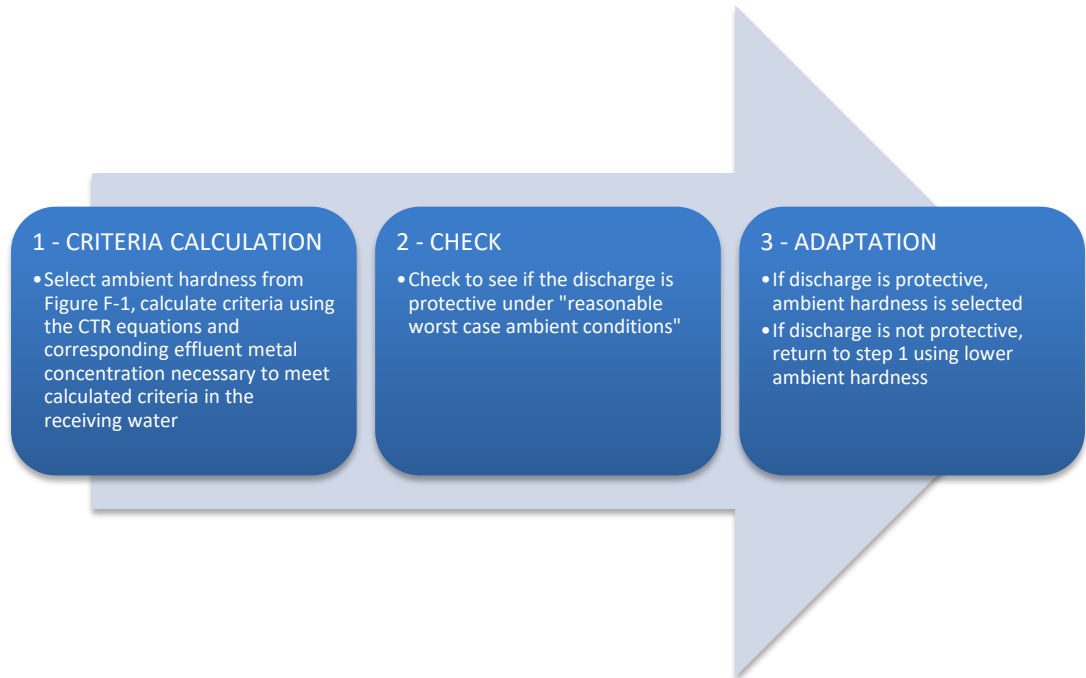 1 - CRITERIA CALCULATION
•Select ambient hardness from
Figure F-1, calculate criteria using
the CTR equations and
corresponding effluent metal
concentration necessary to meet
calculated criteria in the
receiving water
2 - CHECK
•Check to see if the discharge is
protective under "reasonable
worst case ambient conditions"
3 - ADAPTATION
•If discharge is protective,
ambient hardness is selected
•If discharge is not protective,
return to step 1 using lower
ambient hardness